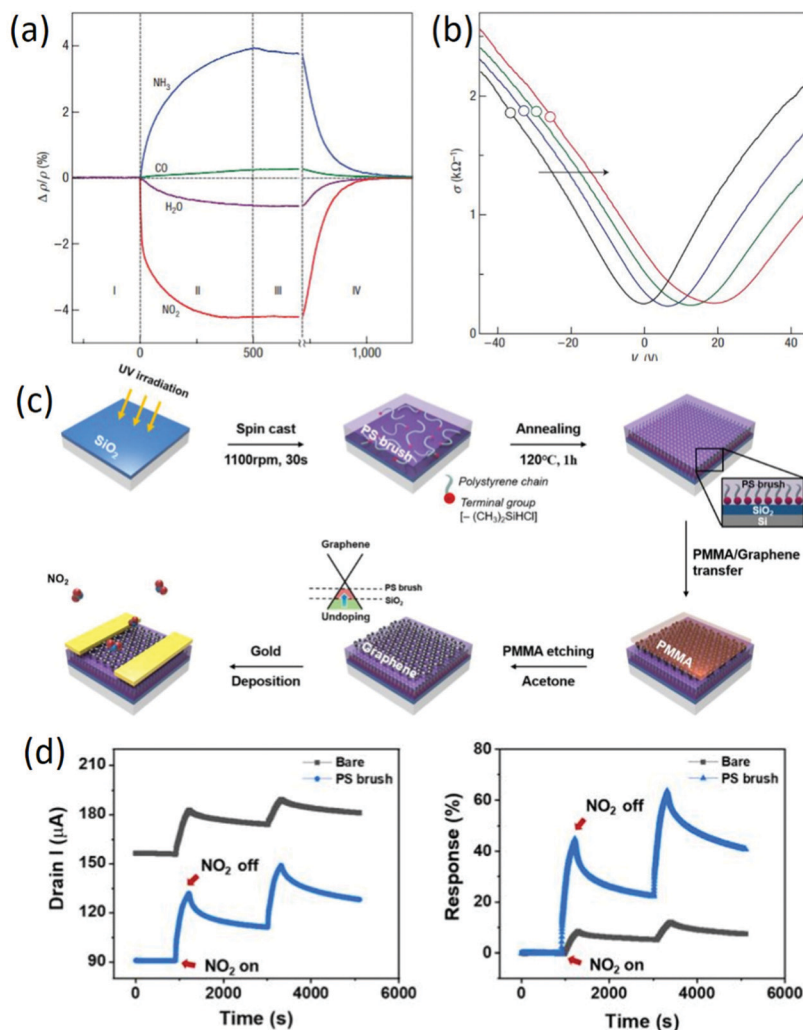 (a)
4
2
0
-2
-4
Δ ρ/ρ (%)
NH3
CO
H2O
NO2
I
II
III
IV
0
500
1,000
(b)
2
1
σ (kΩ⁻¹)
-40
-20
0
20
40
(V)
(c)
UV irradiation
SiO2
Spin cast
1100rpm, 30s
PS brush
Polystyrene chain
Terminal group
[– (CH3)2SiHCl]
Annealing
120°C, 1h
PS brush
SiO2
Si
PMMA/Graphene
transfer
PMMA
PMMA etching
Acetone
Graphene
Graphene
PS brush
SiO2
Undoping
Gold
Deposition
NO2
(d)
210
180
150
120
90
Drain I (μA)
Bare
PS brush
NO2 off
NO2 on
0
2000
4000
6000
Time (s)
80
60
40
20
0
Response (%)
Bare
PS brush
NO2 off
NO2 on
0
2000
4000
6000
Time (s)